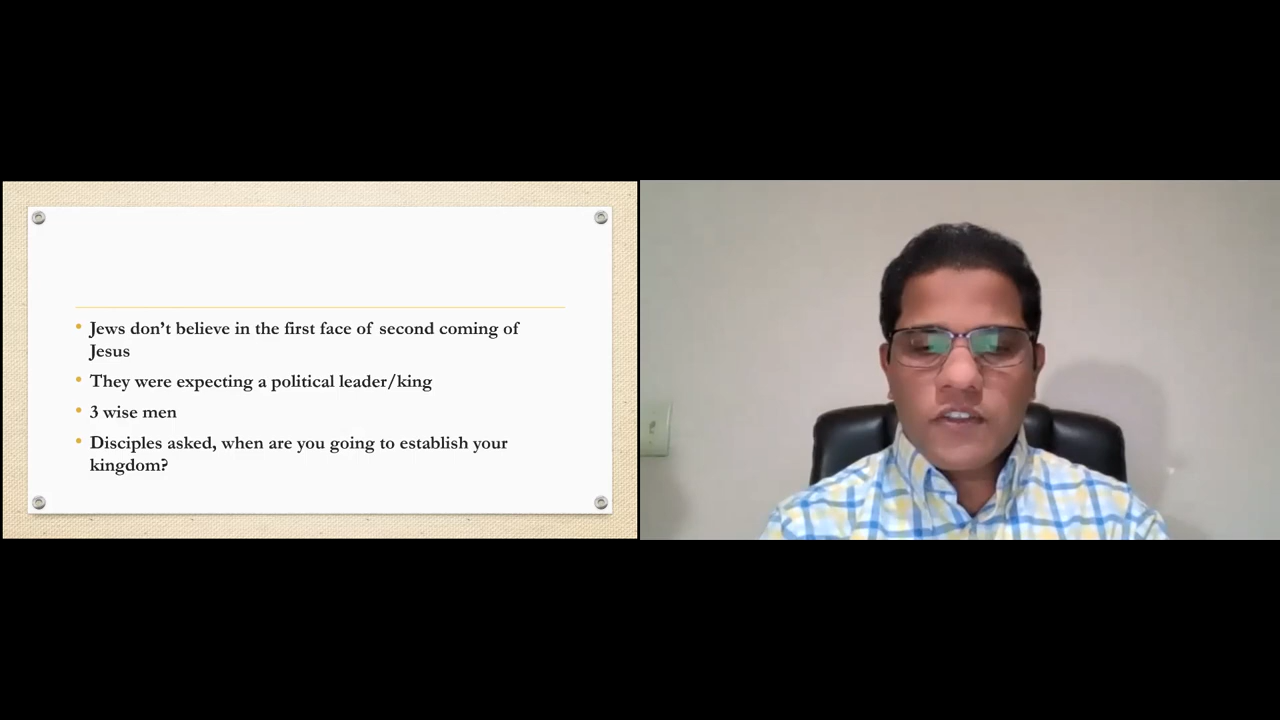 Jews don’t believe in the first face of second coming of
Jesus
They were expecting a political leader/king
3 wise men
Disciples asked, when are you going to establish your
kingdom?